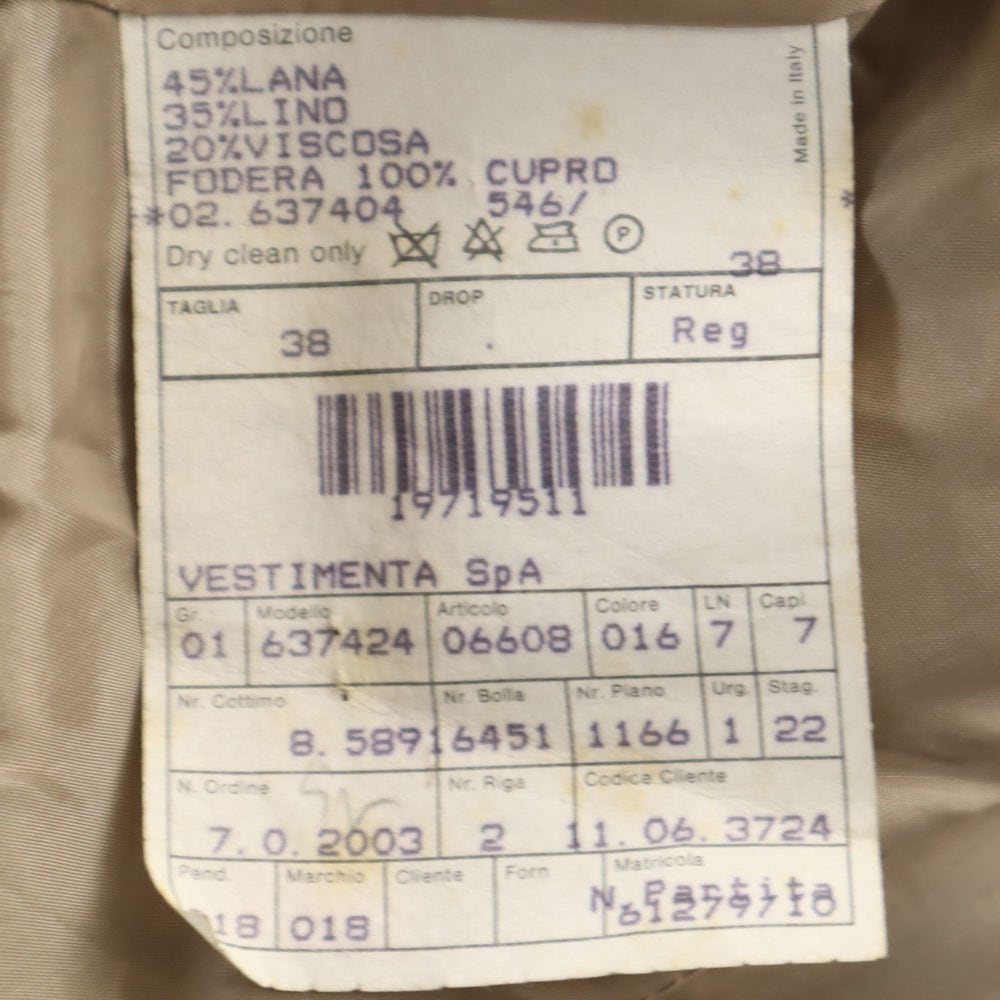 Composizione
Made in Italy
45%LANA
35%LINO
20%VISCOSA
FODERA 100% CUPRO
*02. 637404 546/ *
Dry clean only P
38
TAGLIA DROP STATURA
38 . Reg
19719511
VESTIMENTA SpA
Gr. Modello Articolo Colore LN Capi
01 637424 06608 016 7 7
Nr. Cottimo Nr. Bolla Nr. Piano Urg. Stag.
8. 58916451 1166 1 22
N. Ordine Nr. Riga Codice Cliente
7. 0. 2003 2 11. 06. 3724
Pend. Marchio Cliente Forn Matricola
18 018 N. Partita